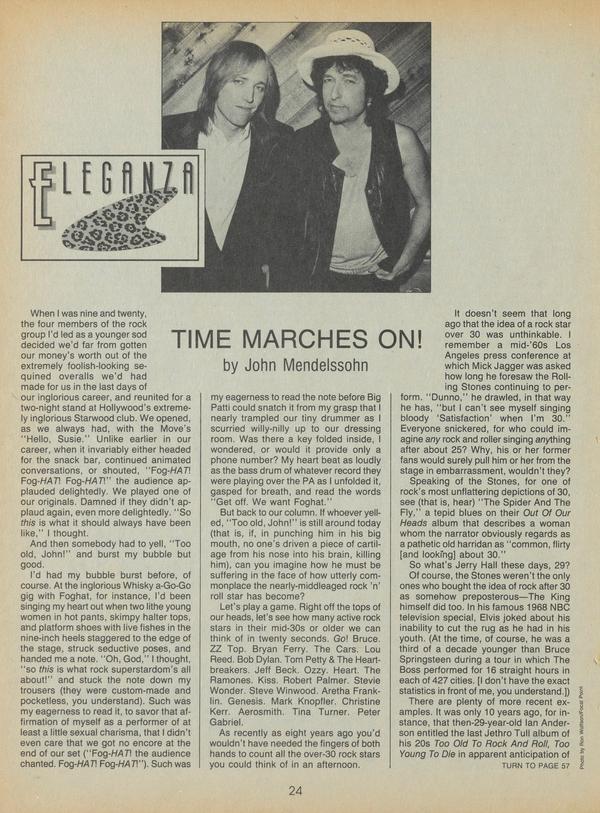 ELEGANZA
TIME MARCHES ON!
by John Mendelssohn
When I was nine and twenty,
the four members of the rock
group I'd led as a younger sod
decided we'd far from gotten
our money's worth out of the
extremely foolish-looking se-
quined overalls we'd had
made for us in the last days of
our inglorious career, and reunited for a
two-night stand at Hollywood's extreme-
ly inglorious Starwood club. We opened,
as we always had, with the Move's
"Hello, Susie." Unlike earlier in our
career, when it invariably either headed
for the snack bar, continued animated
conversations, or shouted, "Fog-HAT!
Fog-HAT! Fog-HAT!" the audience ap-
plauded delightedly. We played one of
our originals. Damned if they didn't ap-
plaud again, even more delightedly. "So
this is what it should always have been
like," I thought.
And then somebody had to yell, "Too
old, John!" and burst my bubble but
good.
I'd had my bubble burst before, of
course. At the inglorious Whisky a-Go-Go
gig with Foghat, for instance, I'd been
singing my heart out when two lithe young
women in hot pants, skimpy halter tops,
and platform shoes with live fishes in the
nine-inch heels staggered to the edge of
the stage, struck seductive poses, and
handed me a note. "Oh, God," I thought,
"so this is what rock superstardom's all
about!" and stuck the note down my
trousers (they were custom-made and
pocketless, you understand). Such was
my eagerness to read it, to savor that af-
firmation of myself as a performer of at
least a little sexual charisma, that I didn't
even care that we got no encore at the
end of our set ("Fog-HAT! the audience
chanted. Fog-HAT! Fog-HAT!"). Such was
my eagerness to read the note before Big
Patti could snatch it from my grasp that I
nearly trampled our tiny drummer as I
scurried willy-nilly up to our dressing
room. Was there a key folded inside, I
wondered, or would it provide only a
phone number? My heart beat as loudly
as the bass drum of whatever record they
were playing over the PA as I unfolded it,
gasped for breath, and read the words
"Get off. We want Foghat."
But back to our column. If whoever yell-
ed, "Too old, John!" is still around today
(that is, if, in punching him in his big
mouth, no one's driven a piece of cartil-
age from his nose into his brain, killing
him), can you imagine how he must be
suffering in the face of how utterly com-
monplace the nearly-middleaged rock 'n'
roll star has become?
Let's play a game. Right off the tops of
our heads, let's see how many active rock
stars in their mid-30s or older we can
think of in twenty seconds. Go! Bruce.
ZZ Top. Bryan Ferry. The Cars. Lou
Reed. Bob Dylan. Tom Petty & The Heart-
breakers. Jeff Beck. Ozzy. Heart. The
Ramones. Kiss. Robert Palmer. Stevie
Wonder. Steve Winwood. Aretha Frank-
lin. Genesis. Mark Knopfler. Christine
Kerr. Aerosmith. Tina Turner. Peter
Gabriel.
As recently as eight years ago you'd
wouldn't have needed the fingers of both
hands to count all the over-30 rock stars
you could think of in an afternoon.
It doesn't seem that long
ago that the idea of a rock star
over 30 was unthinkable. I
remember a mid-'60s Los
Angeles press conference at
which Mick Jagger was asked
how long he foresaw the Roll-
ing Stones continuing to per-
form. "Dunno," he drawled, in that way
he has, "but I can't see myself singing
bloody 'Satisfaction' when I'm 30."
Everyone snickered, for who could im-
agine any rock and roller singing anything
after about 25? Why, his or her former
fans would surely pull him or her from the
stage in embarrassment, wouldn't they?
Speaking of the Stones, for one of
rock's most unflattering depictions of 30,
see (that is, hear) "The Spider And The
Fly," a tepid blues on their Out Of Our
Heads album that describes a woman
whom the narrator obviously regards as
a pathetic old harridan as "common, flirty
[and looking] about 30."
So what's Jerry Hall these days, 29?
Of course, the Stones weren't the only
ones who bought the idea of rock after 30
as somehow preposterous—The King
himself did too. In his famous 1968 NBC
television special, Elvis joked about his
inability to cut the rug as he had in his
youth. (At the time, of course, he was a
third of a decade younger than Bruce
Springsteen during a tour in which The
Boss performed for 16 straight hours in
each of 427 cities. [I don't have the exact
statistics in front of me, you understand.])
There are plenty of more recent ex-
amples. It was only 10 years ago, for in-
stance, that then-29-year-old Ian Ander-
son entitled the last Jethro Tull album of
his 20s Too Old To Rock And Roll, Too
Young To Die in apparent anticipation of
TURN TO PAGE 57
Photo by Ron Wolfson/Focal Point
24